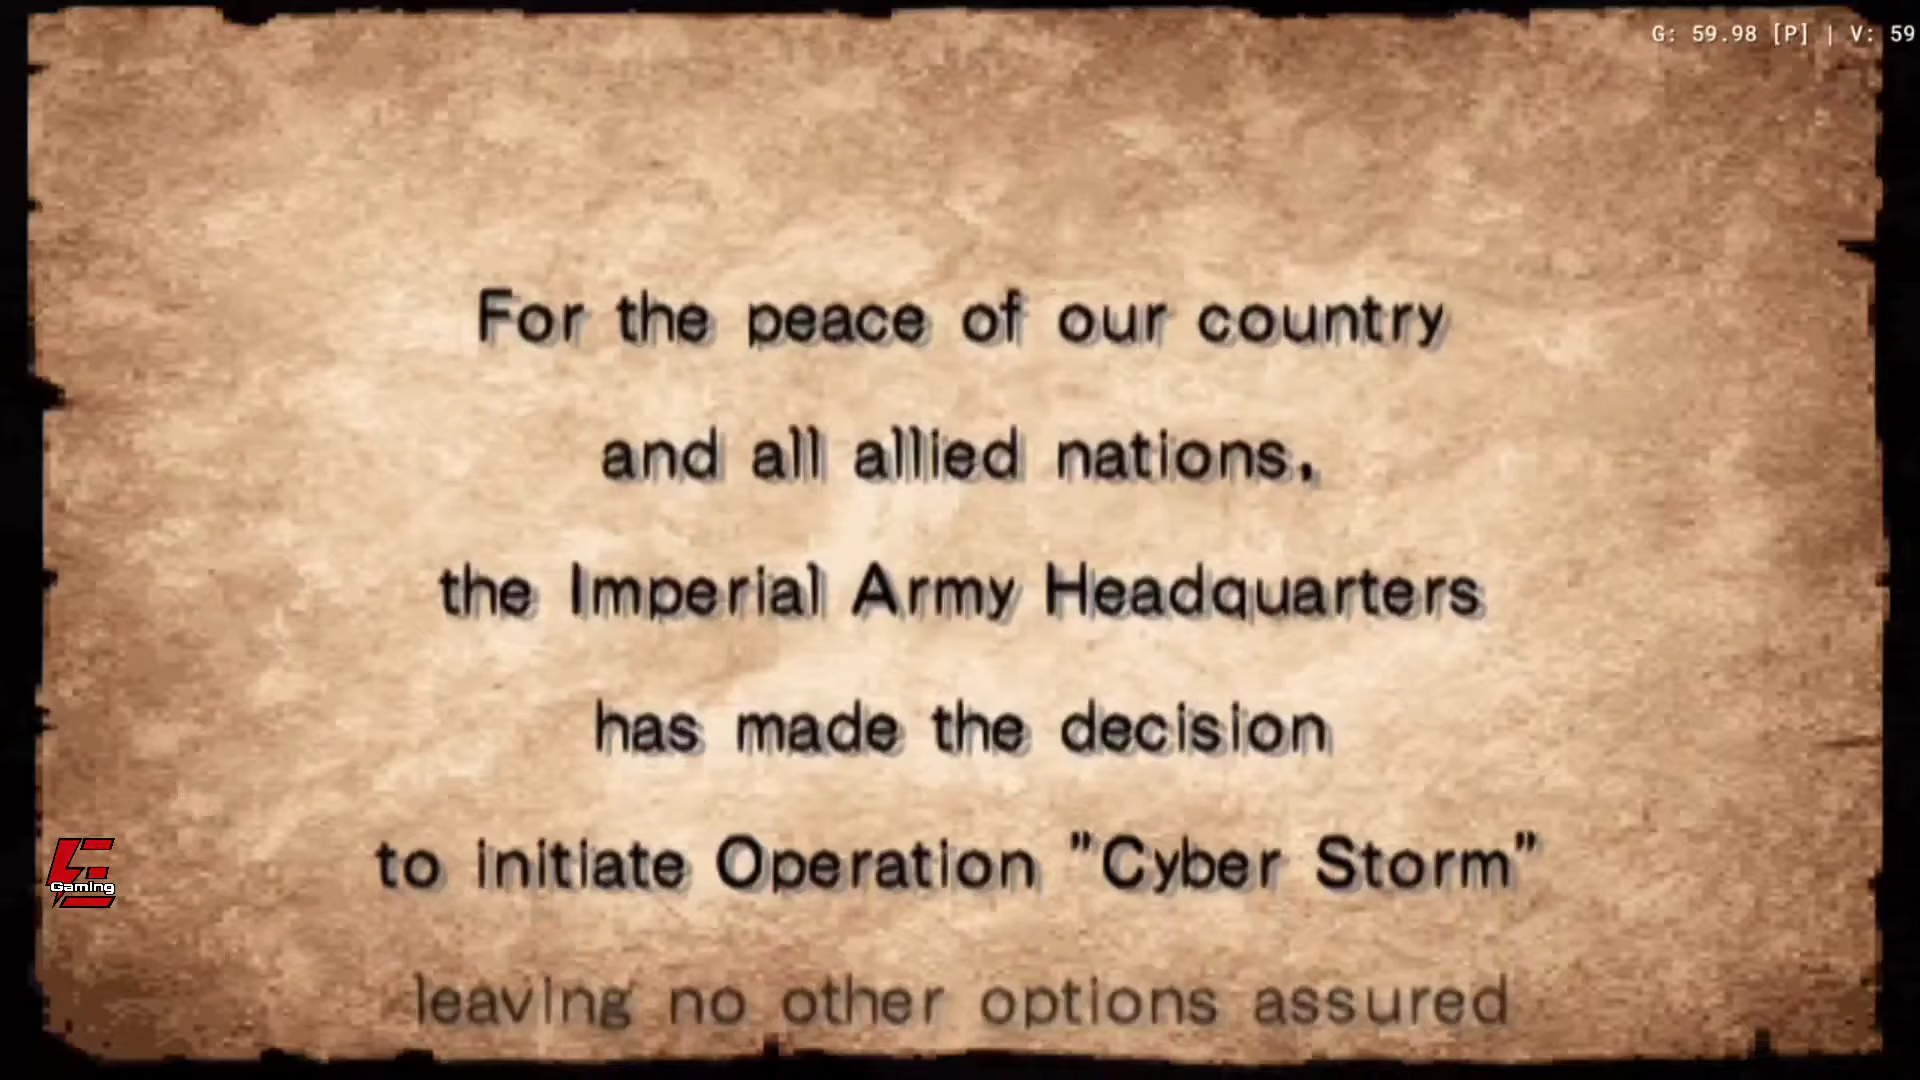 G: 59.98 [P] | V: 59
For the peace of our country
and all allied nations,
the Imperial Army Headquarters
has made the decision
to initiate Operation "Cyber Storm"
leaving no other options assured
Gaming